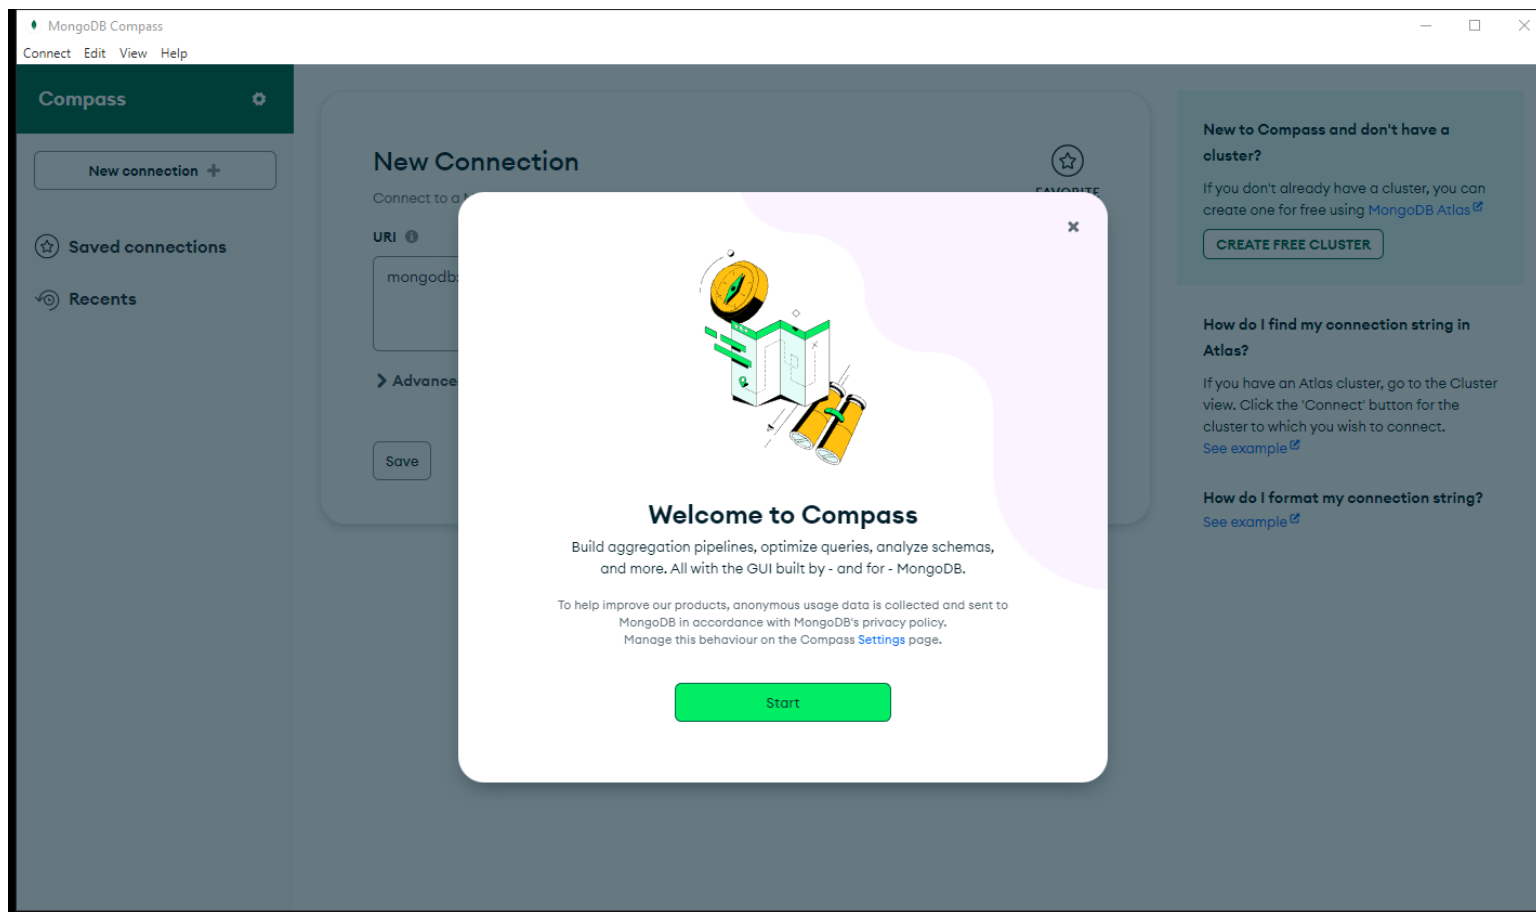 MongoDB Compass
Connect Edit View Help
Compass
New connection
Saved connections
Recents
New Connection
Connect to a
FAVORITE
URI
mongodb:
Advance
Save
Welcome to Compass
Build aggregation pipelines, optimize queries, analyze schemas,
and more. All with the GUI built by - and for - MongoDB.
To help improve our products, anonymous usage data is collected and sent to
MongoDB in accordance with MongoDB's privacy policy.
Manage this behaviour on the Compass Settings page.
Start
New to Compass and don't have a
cluster?
If you don't already have a cluster, you can
create one for free using MongoDB Atlas
CREATE FREE CLUSTER
How do I find my connection string in
Atlas?
If you have an Atlas cluster, go to the Cluster
view. Click the 'Connect' button for the
cluster to which you wish to connect.
See example
How do I format my connection string?
See example